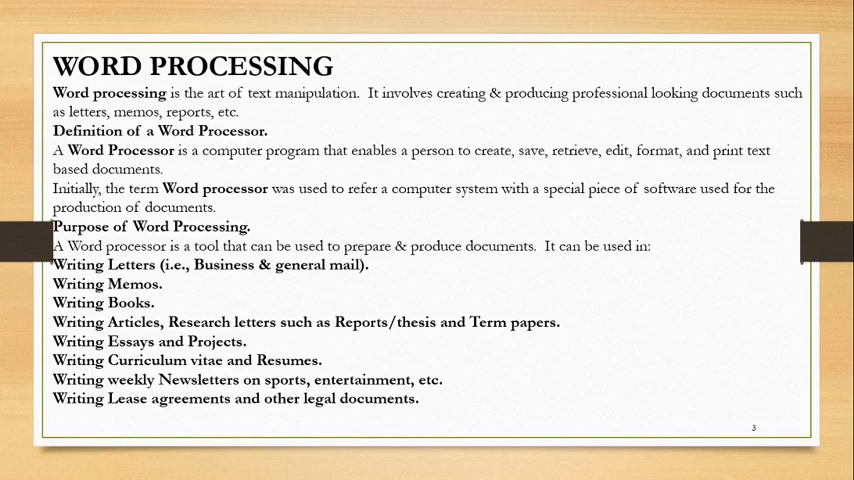 WORD PROCESSING
Word processing is the art of text manipulation. It involves creating & producing professional looking documents such
as letters, memos, reports, etc.
Definition of a Word Processor.
A Word Processor is a computer program that enables a person to create, save, retrieve, edit, format, and print text
based documents.
Initially, the term Word processor was used to refer a computer system with a special piece of software used for the
production of documents.
Purpose of Word Processing.
A Word processor is a tool that can be used to prepare & produce documents. It can be used in:
Writing Letters (i.e., Business & general mail).
Writing Memos.
Writing Books.
Writing Articles, Research letters such as Reports/thesis and Term papers.
Writing Essays and Projects.
Writing Curriculum vitae and Resumes.
Writing weekly Newsletters on sports, entertainment, etc.
Writing Lease agreements and other legal documents.
3